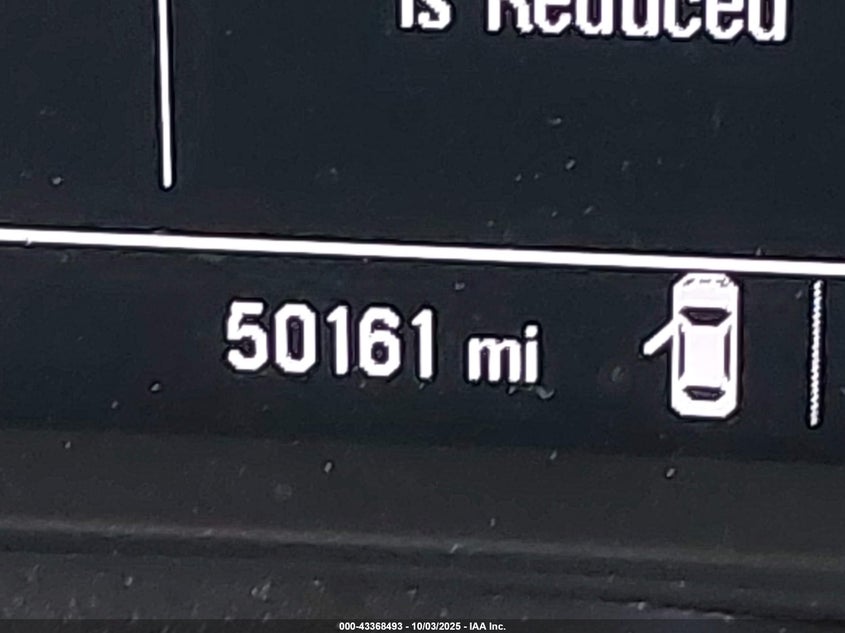 is Reduced
50161 mi
000-43368493 - 10/03/2025 - IAA Inc.